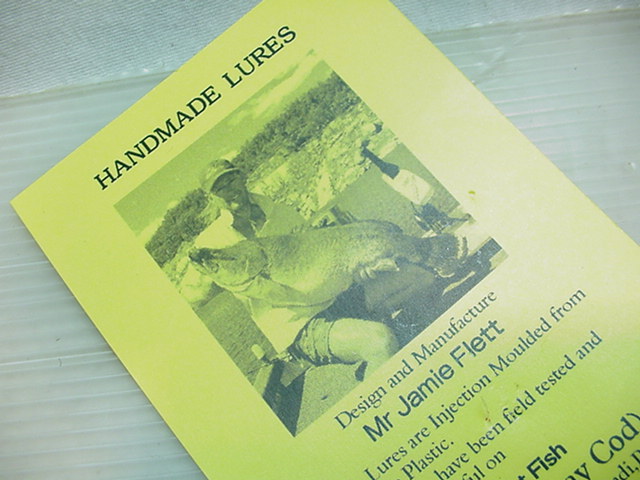 HANDMADE LURES
Design and Manufacture
Mr Jamie Flett
Lures are Injection Moulded from
Plastic.
have been field tested and
on
Fish
Cod)